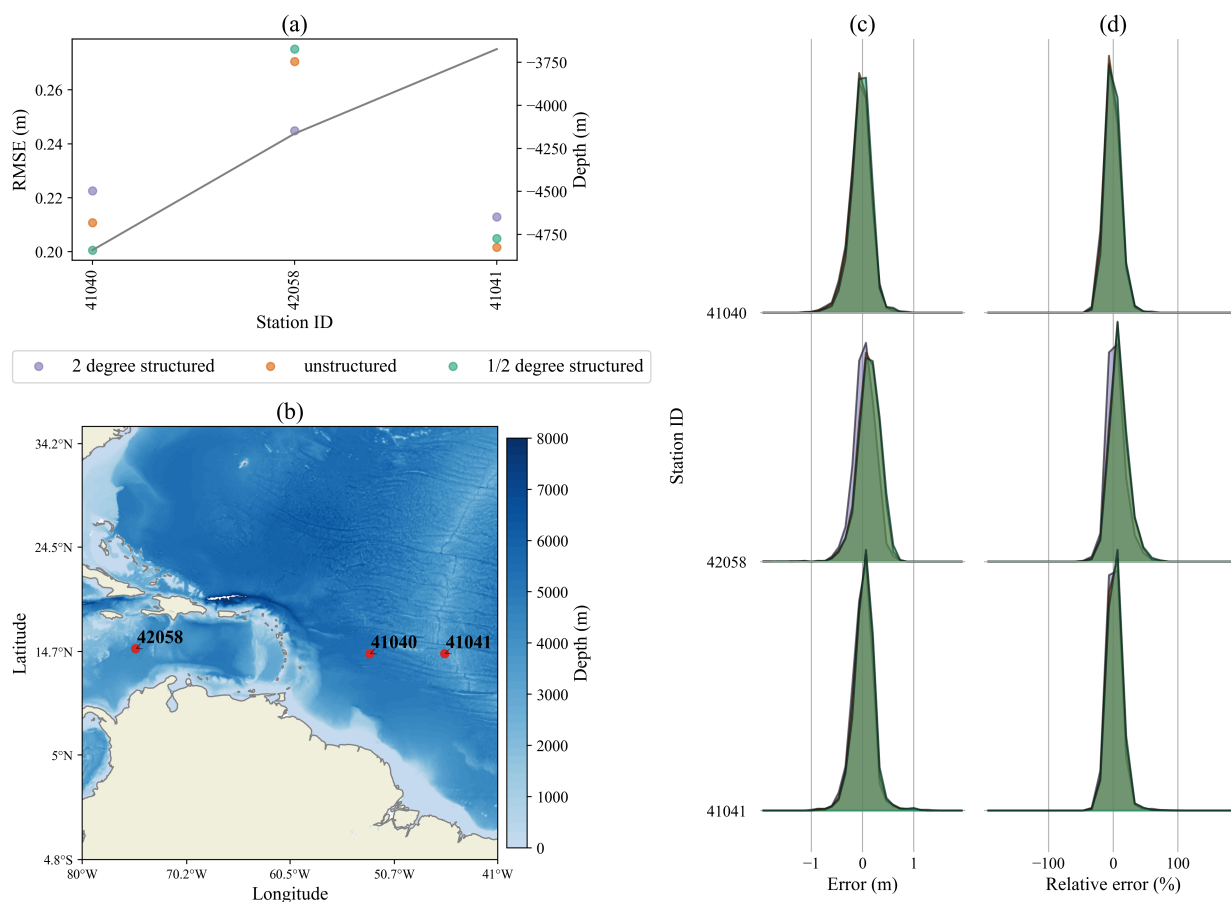 (a)
RMSE (m)
0.26
0.24
0.22
0.20
−3750
−4000
−4250
−4500
−4750
Depth (m)
41040
42058
41041
Station ID
2 degree structured
unstructured
1/2 degree structured
(b)
Latitude
34.2°N
24.5°N
14.7°N
5°N
4.8°S
42058
41040
41041
80°W
70.2°W
60.5°W
50.7°W
41°W
Longitude
8000
7000
6000
5000
4000
3000
2000
1000
0
Depth (m)
(c)
(d)
Station ID
41040
42058
41041
−1
0
1
Error (m)
−100
0
100
Relative error (%)